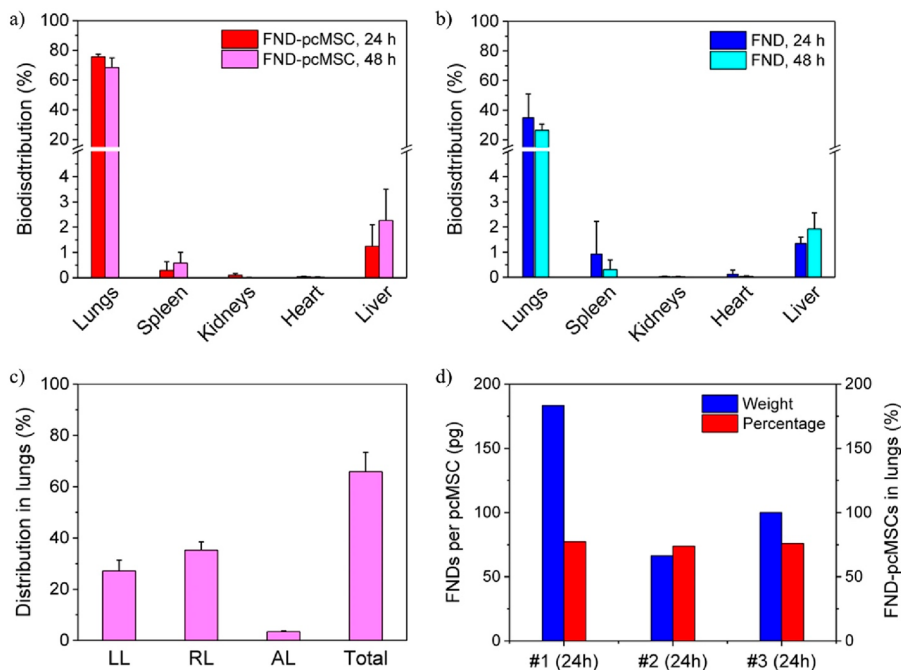 a)
FND-pcMSC, 24 h
FND-pcMSC, 48 h
Biodisdtribution (%)
100
80
60
40
20
4
3
2
1
0
Lungs
Spleen
Kidneys
Heart
Liver
b)
FND, 24 h
FND, 48 h
Biodisdtribution (%)
100
80
60
40
20
4
3
2
1
0
Lungs
Spleen
Kidneys
Heart
Liver
c)
Distribution in lungs (%)
100
80
60
40
20
0
LL
RL
AL
Total
d)
Weight
Percentage
FNDs per pcMSC (pg)
200
150
100
50
0
FND-pcMSCs in lungs (%)
200
150
100
50
0
#1 (24h)
#2 (24h)
#3 (24h)